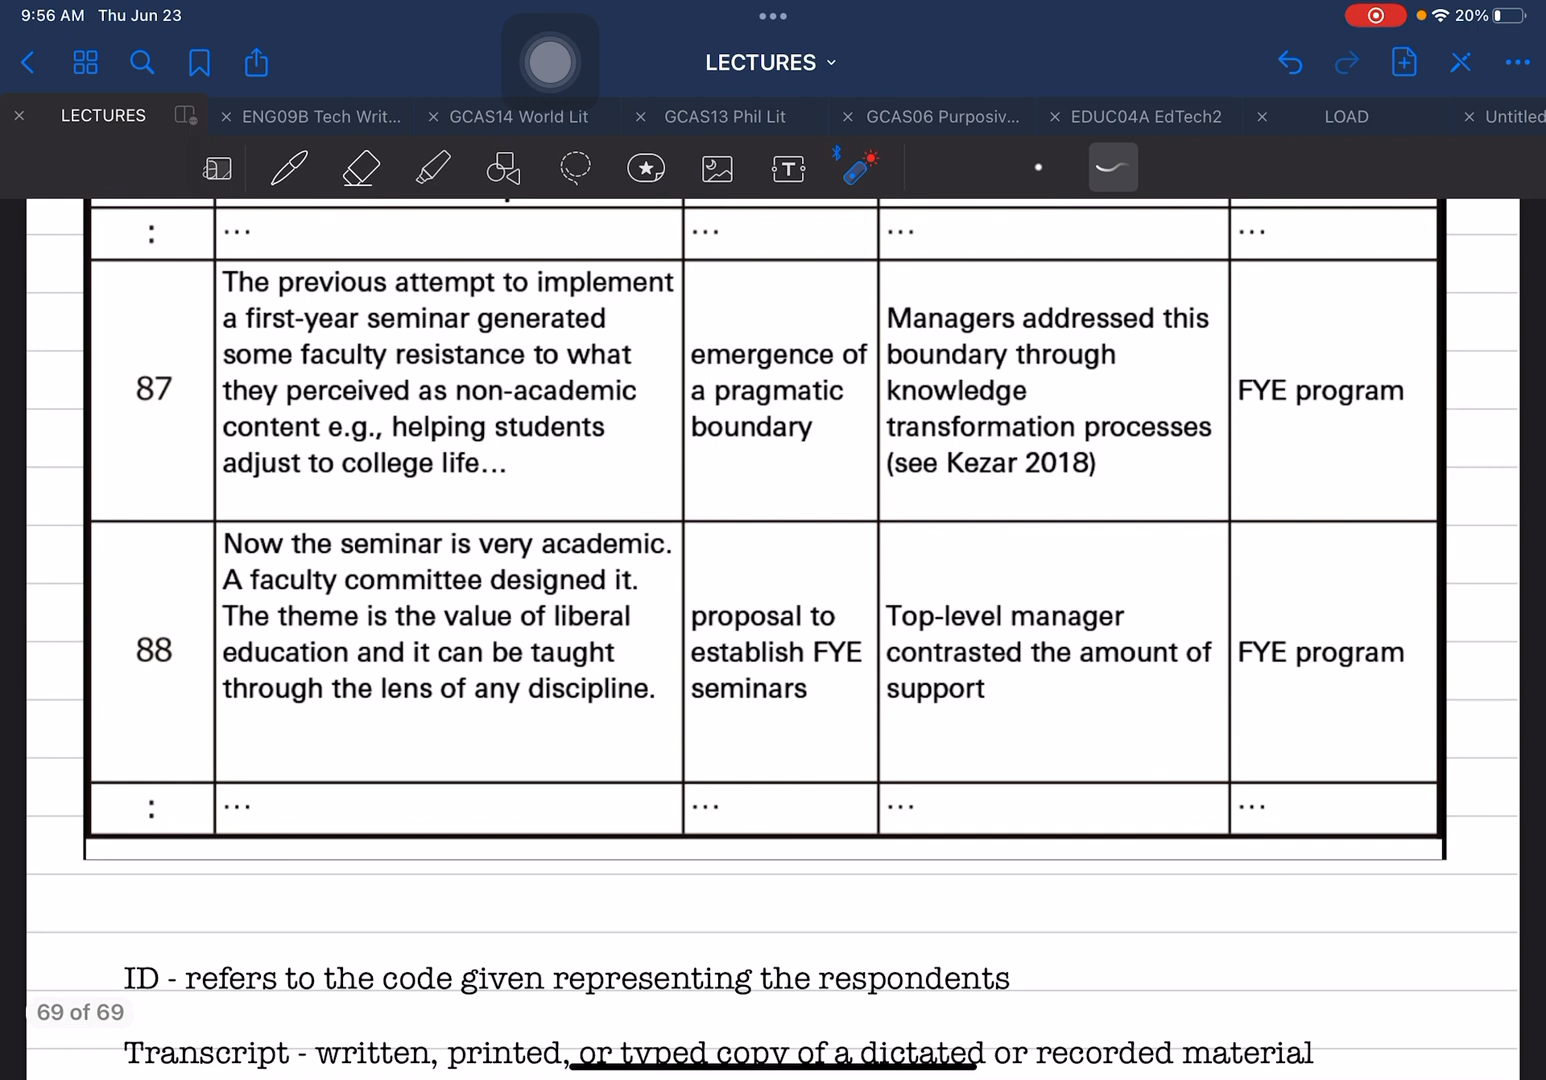 9:56 AM Thu Jun 23
20%
LECTURES
LECTURES
ENG09B Tech Writ...
GCAS14 World Lit
GCAS13 Phil Lit
GCAS06 Purposiv...
EDUC04A EdTech2
LOAD
Untitled
: ... ... ... ...
87
The previous attempt to implement
a first-year seminar generated
some faculty resistance to what
they perceived as non-academic
content e.g., helping students
adjust to college life...
emergence of
a pragmatic
boundary
Managers addressed this
boundary through
knowledge
transformation processes
(see Kezar 2018)
FYE program
88
Now the seminar is very academic.
A faculty committee designed it.
The theme is the value of liberal
education and it can be taught
through the lens of any discipline.
proposal to
establish FYE
seminars
Top-level manager
contrasted the amount of
support
FYE program
: ... ... ... ...
ID - refers to the code given representing the respondents
69 of 69
Transcript - written, printed, or typed copy of a dictated or recorded material